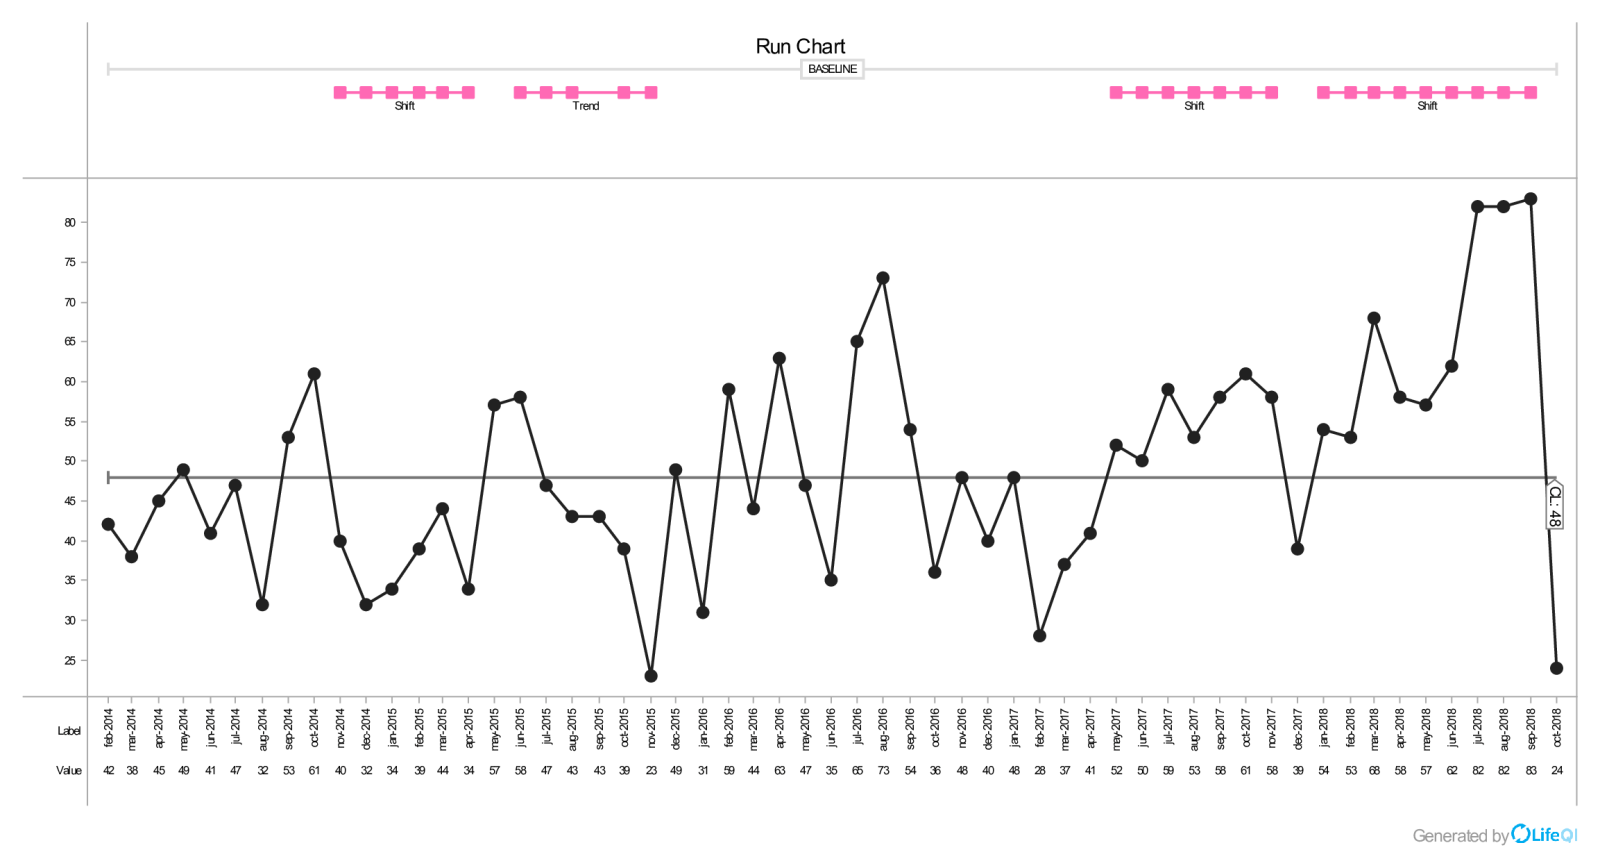 Run Chart
BASELINE
Shift Trend Shift Shift
80
75
70
65
60
55
50
45
40
35
30
25
CL: 48
Label feb-2014 mar-2014 apr-2014 may-2014 jun-2014 jul-2014 aug-2014 sep-2014 oct-2014 nov-2014 dec-2014 jan-2015 feb-2015 mar-2015 apr-2015 may-2015 jun-2015 jul-2015 aug-2015 sep-2015 oct-2015 nov-2015 dec-2015 jan-2016 feb-2016 mar-2016 apr-2016 may-2016 jun-2016 jul-2016 aug-2016 sep-2016 oct-2016 nov-2016 dec-2016 jan-2017 feb-2017 mar-2017 apr-2017 may-2017 jun-2017 jul-2017 aug-2017 sep-2017 oct-2017 nov-2017 dec-2017 jan-2018 feb-2018 mar-2018 apr-2018 may-2018 jun-2018 jul-2018 aug-2018 sep-2018 oct-2018
Value 42 38 45 49 41 47 32 53 61 40 32 34 39 44 34 57 58 47 43 43 39 23 49 31 59 44 63 47 35 65 73 54 36 48 40 48 28 37 41 52 50 59 53 58 61 58 39 54 53 68 58 57 62 82 82 83 24
Generated by LifeQI